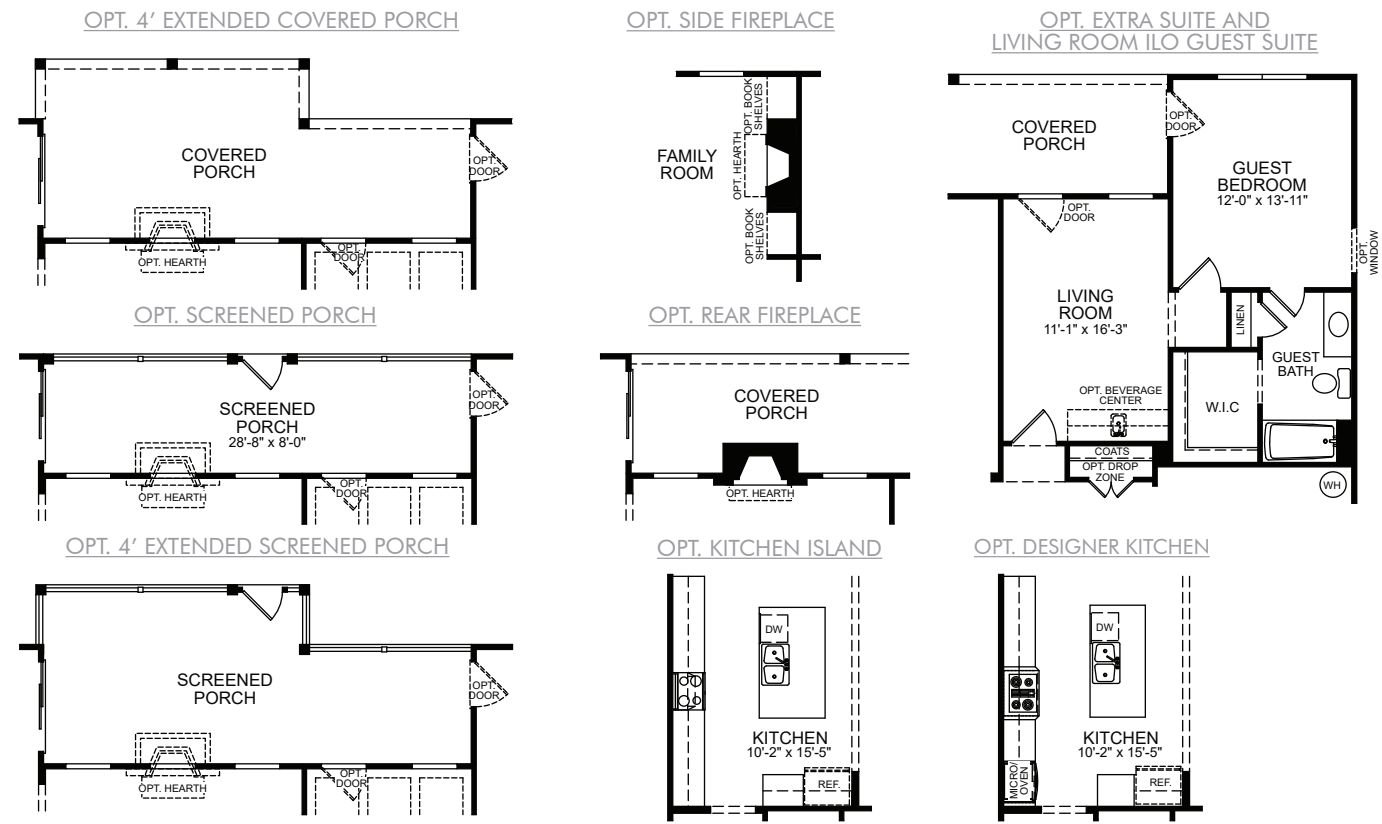 OPT. 4' EXTENDED COVERED PORCH
COVERED
PORCH
OPT.
DOOR
OPT. HEARTH
OPT.
DOOR
OPT. SCREENED PORCH
SCREENED
PORCH
28'-8" x 8'-0"
OPT.
DOOR
OPT. HEARTH
OPT.
DOOR
OPT. 4' EXTENDED SCREENED PORCH
SCREENED
PORCH
OPT.
DOOR
OPT. HEARTH
OPT.
DOOR
OPT. SIDE FIREPLACE
OPT. BOOK
SHELVES
FAMILY
ROOM
OPT. HEARTH
OPT. BOOK
SHELVES
OPT. REAR FIREPLACE
COVERED
PORCH
OPT. HEARTH
OPT. EXTRA SUITE AND
LIVING ROOM ILO GUEST SUITE
COVERED
PORCH
OPT.
DOOR
GUEST
BEDROOM
12'-0" x 13'-11"
OPT.
DOOR
OPT.
WINDOW
LIVING
ROOM
11'-1" x 16'-3"
LINEN
GUEST
BATH
OPT. BEVERAGE
CENTER
W.I.C
COATS
OPT. DROP
ZONE
WH
OPT. KITCHEN ISLAND
DW
KITCHEN
10'-2" x 15'-5"
REF.
OPT. DESIGNER KITCHEN
DW
KITCHEN
10'-2" x 15'-5"
MICRO/
OVEN
REF.